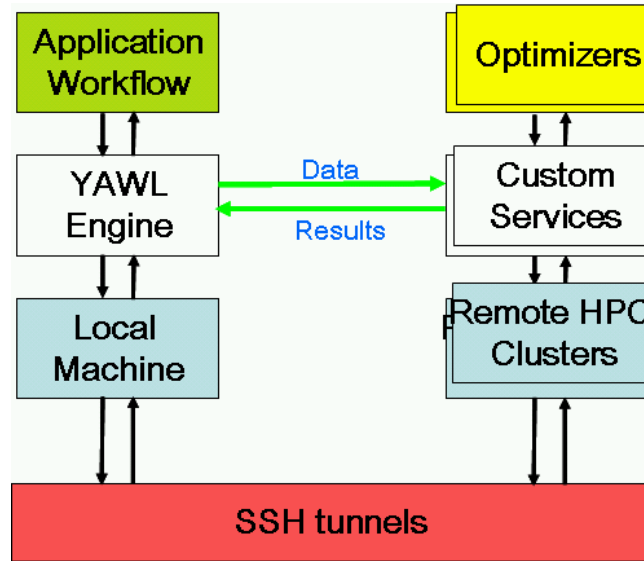 Application
Workflow
Optimizers
YAWL
Engine
Data
Results
Custom
Services
Local
Machine
Remote HPC
Clusters
SSH tunnels